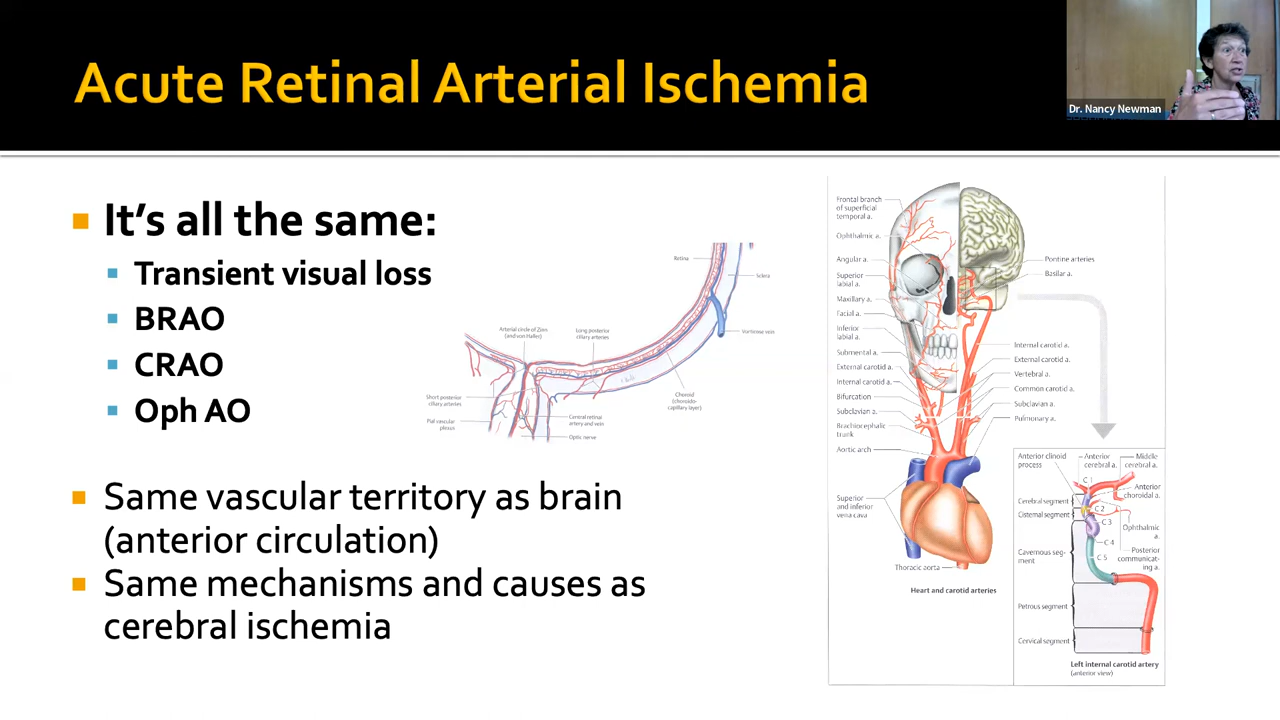 Acute Retinal Arterial Ischemia
Dr. Nancy Newman
It's all the same:
Transient visual loss
BRAO
CRAO
Oph AO
Same vascular territory as brain
(anterior circulation)
Same mechanisms and causes as
cerebral ischemia
Retina
Sclera
Vorticose vein
Arterial circle of Zinn
(and von Haller)
Long posterior
ciliary arteries
Short posterior
ciliary arteries
Pial vascular
plexus
Central retinal
artery and vein
Optic nerve
Choroid
(choroido-
capillary layer)
Frontal branch
of superficial
temporal a.
Ophthalmic a.
Angular a.
Superior
labial a.
Maxillary a.
Facial a.
Inferior
labial a.
Submental a.
External carotid a.
Internal carotid a.
Bifurcation
Subclavian a.
Brachiocephalic
trunk
Aortic arch
Superior
and inferior
vena cava
Thoracic aorta
Pontine arteries
Basilar a.
Internal carotid a.
External carotid a.
Vertebral a.
Common carotid a.
Subclavian a.
Pulmonary a.
Heart and carotid arteries
Anterior clinoid
process
Anterior
cerebral a.
Middle
cerebral a.
C 1
Anterior
choroidal a.
Cerebral segment
Cisternal segment
C 2
C 3
Ophthalmic
a.
C 4
C 5
Posterior
communicat-
ing a.
Cavernous seg-
ment
Petrous segment
Cervical segment
Left internal carotid artery
(anterior view)